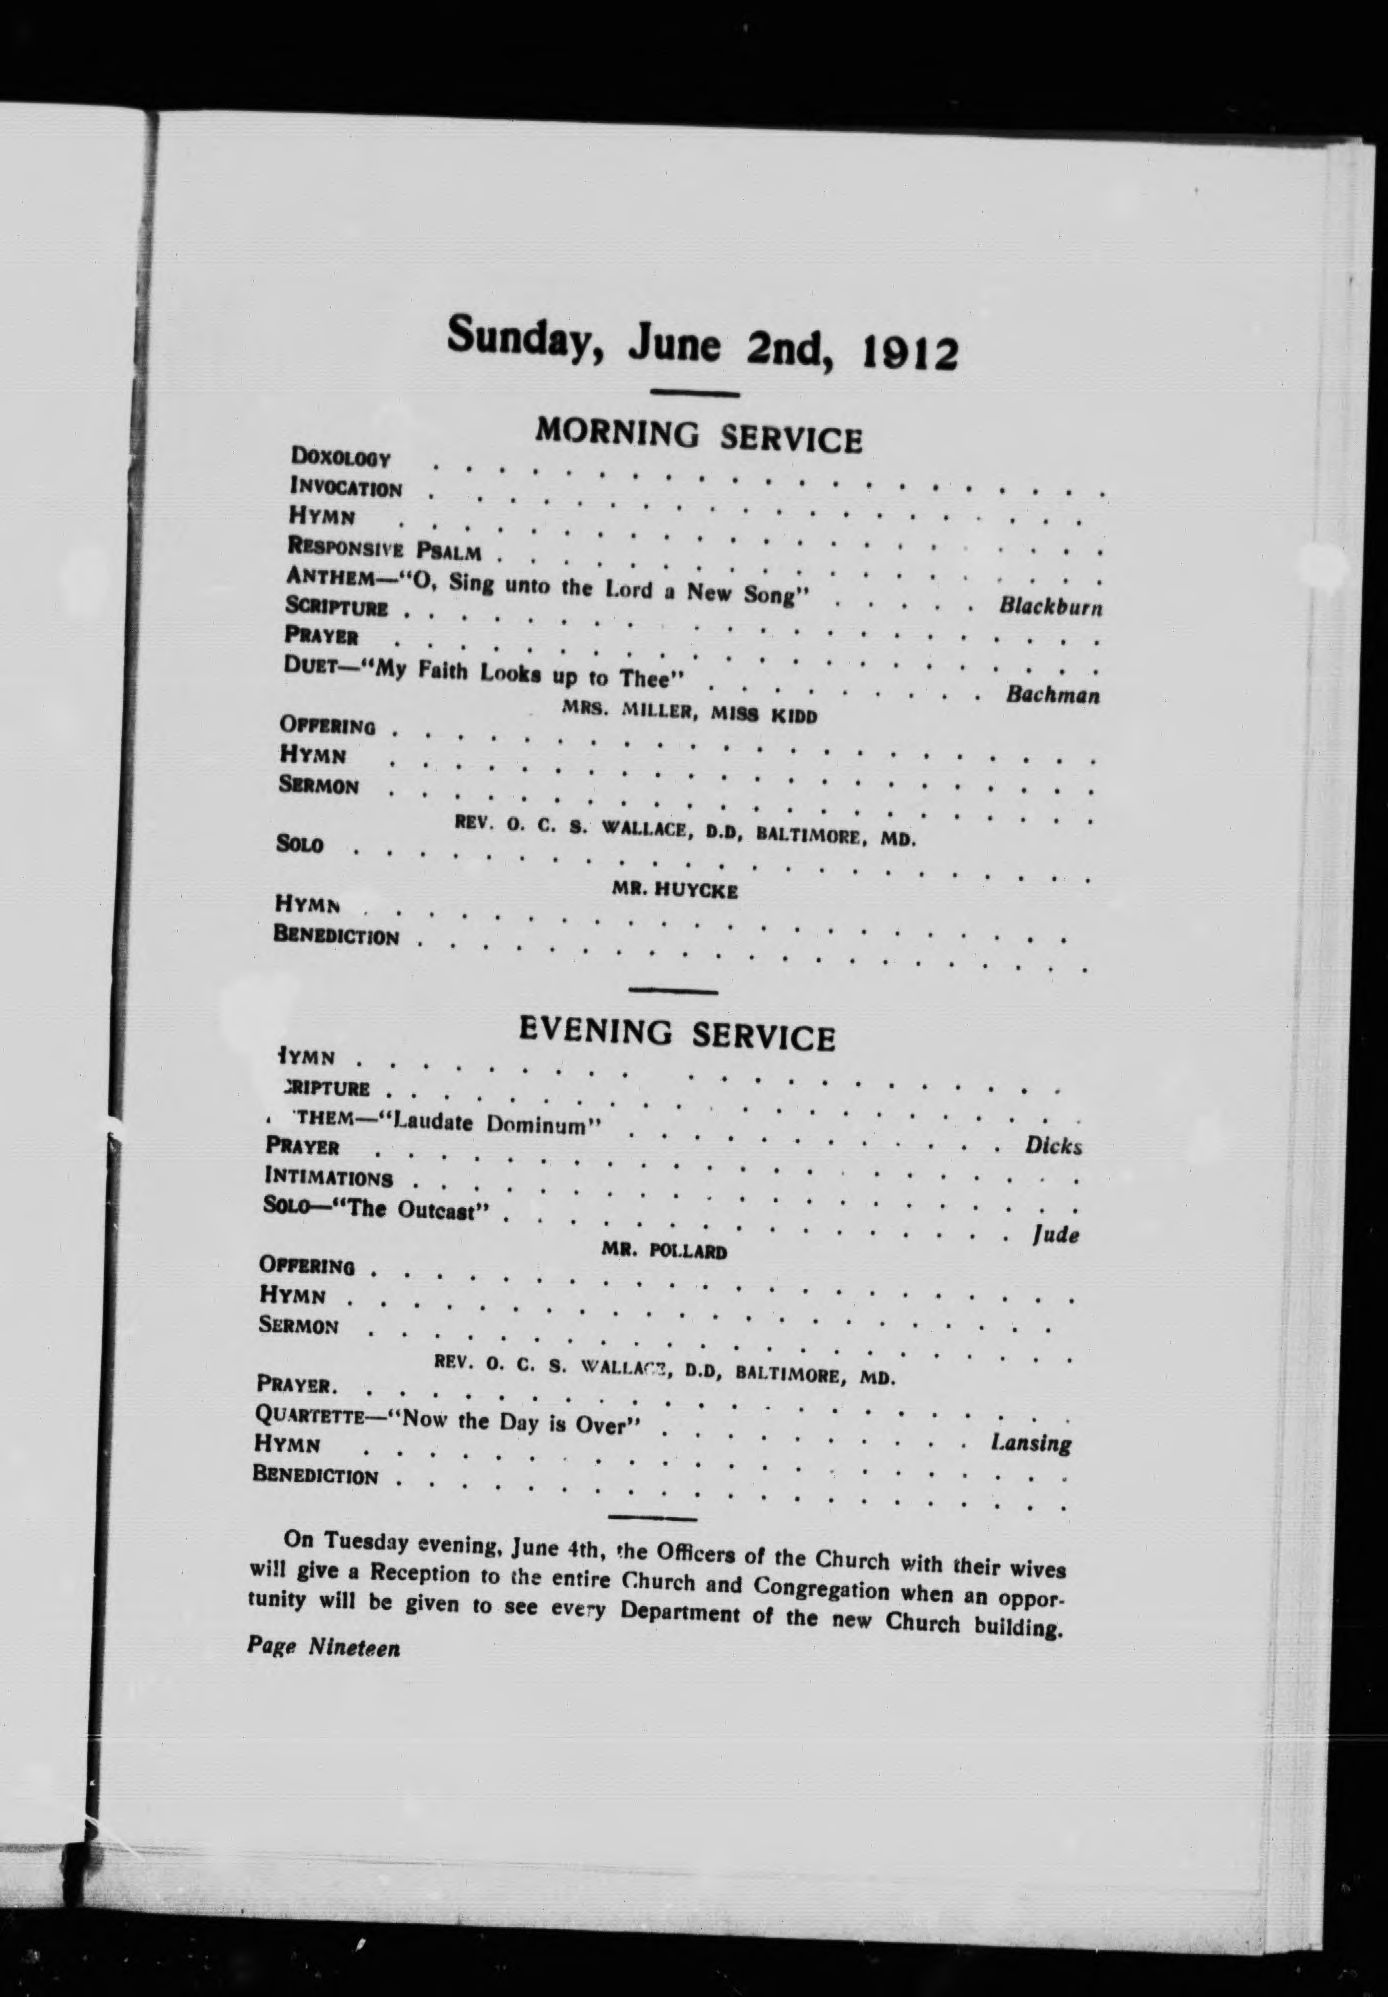 Sunday, June 2nd, 1912
MORNING SERVICE
DOXOLOGY . . . . . . . . . . . . . . . . . . . . .
INVOCATION . . . . . . . . . . . . . . . . . . . .
HYMN . . . . . . . . . . . . . . . . . . . . . .
RESPONSIVE PSALM . . . . . . . . . . . . . . . . . . .
ANTHEM—"O, Sing unto the Lord a New Song" . . . . . Blackburn
SCRIPTURE . . . . . . . . . . . . . . . . . . . . .
PRAYER . . . . . . . . . . . . . . . . . . . . . .
DUET—"My Faith Looks up to Thee" . . . . . . . . . Bachman
MRS. MILLER, MISS KIDD
OFFERING . . . . . . . . . . . . . . . . . . . . . .
HYMN . . . . . . . . . . . . . . . . . . . . . .
SERMON . . . . . . . . . . . . . . . . . . . . . .
REV. O. C. S. WALLACE, D.D, BALTIMORE, MD.
SOLO . . . . . . . . . . . . . . . . . . . . . . .
MR. HUYCKE
HYMN . . . . . . . . . . . . . . . . . . . . . .
BENEDICTION . . . . . . . . . . . . . . . . . . . . .
EVENING SERVICE
HYMN . . . . . . . . . . . . . . . . . . . . . .
CRIPTURE . . . . . . . . . . . . . . . . . . . . . .
THEM—"Laudate Dominum" . . . . . . . . . . . . Dicks
PRAYER . . . . . . . . . . . . . . . . . . . . . .
INTIMATIONS . . . . . . . . . . . . . . . . . . . . .
SOLO—"The Outcast" . . . . . . . . . . . . . . . . Jude
MR. POLLARD
OFFERING . . . . . . . . . . . . . . . . . . . . . .
HYMN . . . . . . . . . . . . . . . . . . . . . .
SERMON . . . . . . . . . . . . . . . . . . . . . .
REV. O. C. S. WALLACE, D.D, BALTIMORE, MD.
PRAYER. . . . . . . . . . . . . . . . . . . . . . .
QUARTETTE—"Now the Day is Over" . . . . . . . . . . Lansing
HYMN . . . . . . . . . . . . . . . . . . . . . .
BENEDICTION . . . . . . . . . . . . . . . . . . . . .
On Tuesday evening, June 4th, the Officers of the Church with their wives
will give a Reception to the entire Church and Congregation when an oppor-
tunity will be given to see every Department of the new Church building.
Page Nineteen